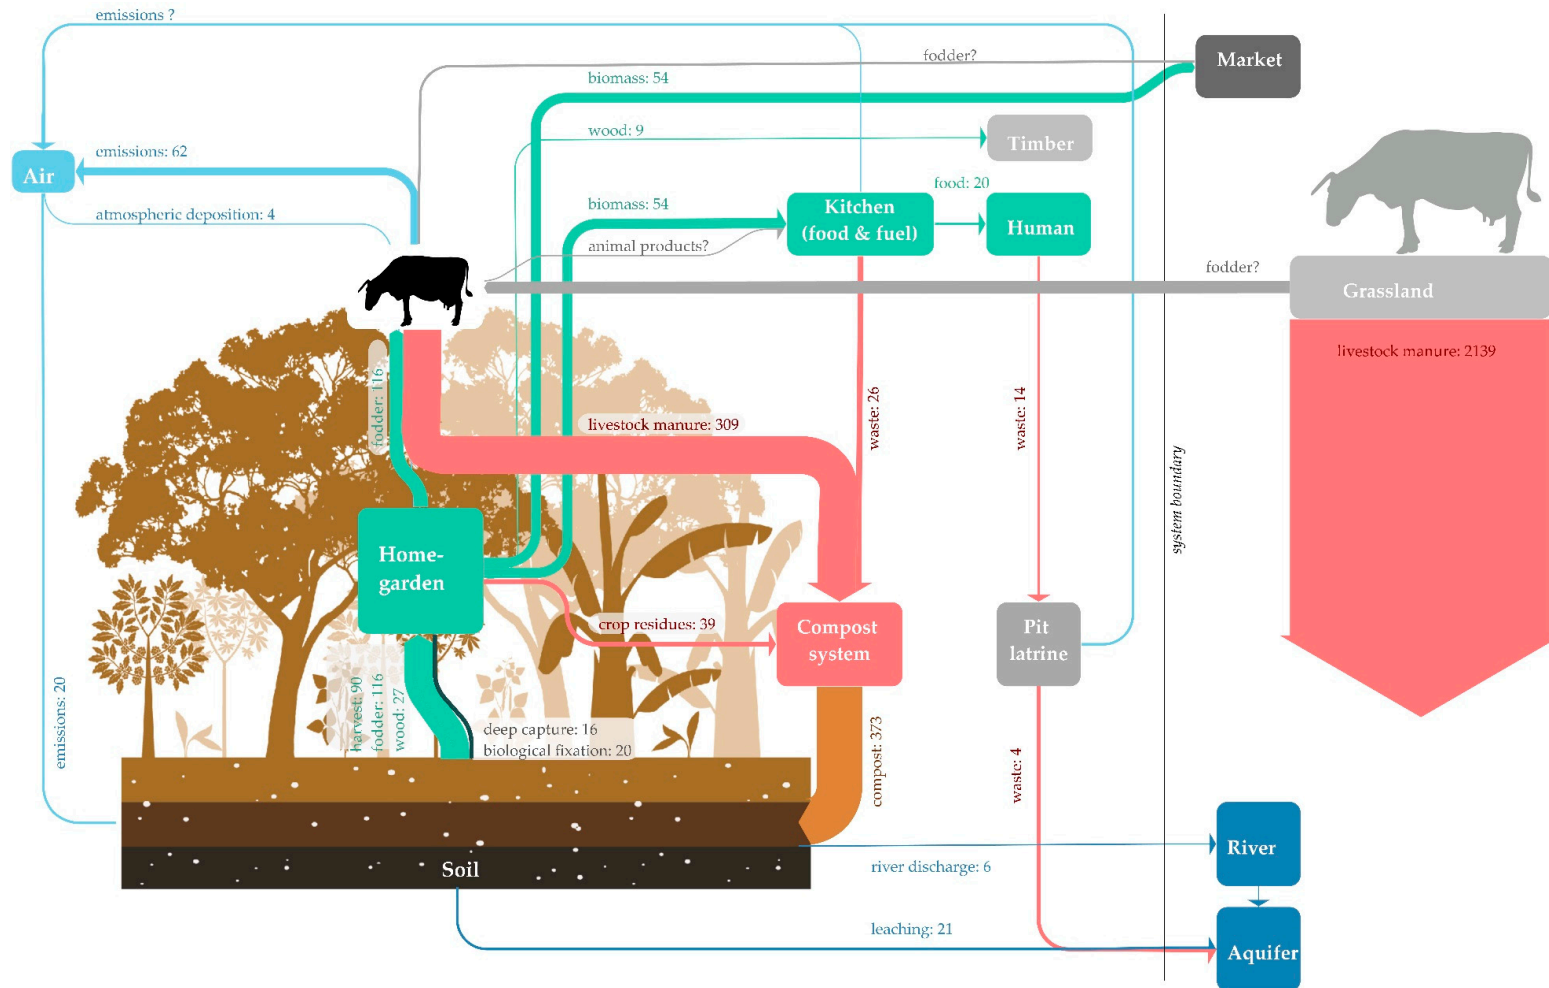 emissions ?
fodder?
Market
biomass: 54
wood: 9
Timber
emissions: 62
Air
food: 20
atmospheric deposition: 4
biomass: 54
Kitchen
(food & fuel)
Human
animal products?
fodder?
Grassland
livestock manure: 2139
fodder: 116
livestock manure: 309
waste: 26
waste: 14
system boundary
Home-
garden
crop residues: 39
Compost
system
Pit
latrine
emissions: 20
harvest: 90
fodder: 116
wood: 27
deep capture: 16
biological fixation: 20
compost: 373
waste: 4
Soil
river discharge: 6
River
leaching: 21
Aquifer